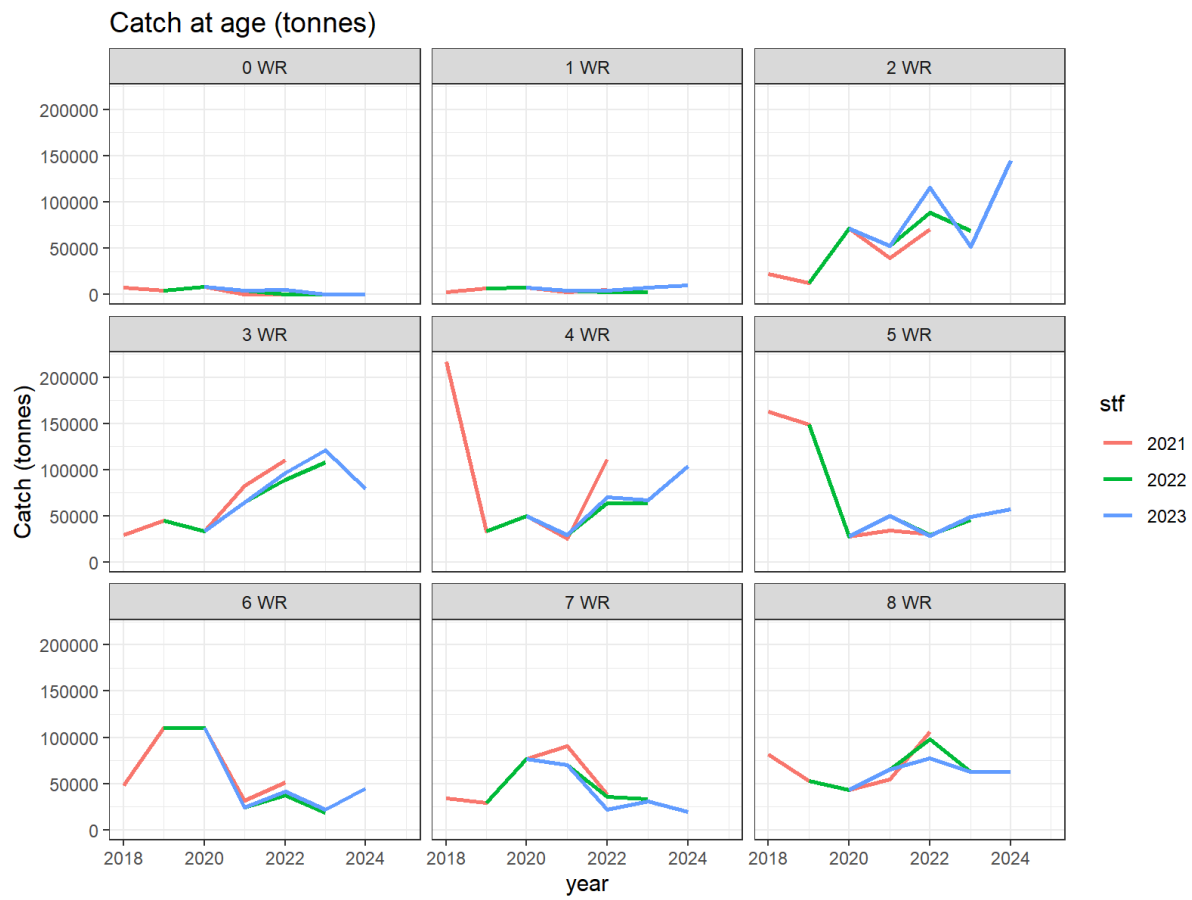 Catch at age (tonnes)
0 WR
1 WR
2 WR
200000
150000
100000
50000
0
3 WR
4 WR
5 WR
200000
150000
100000
50000
0
6 WR
7 WR
8 WR
200000
150000
100000
50000
0
2018 2020 2022 2024
2018 2020 2022 2024
2018 2020 2022 2024
year
Catch (tonnes)
stf
2021
2022
2023